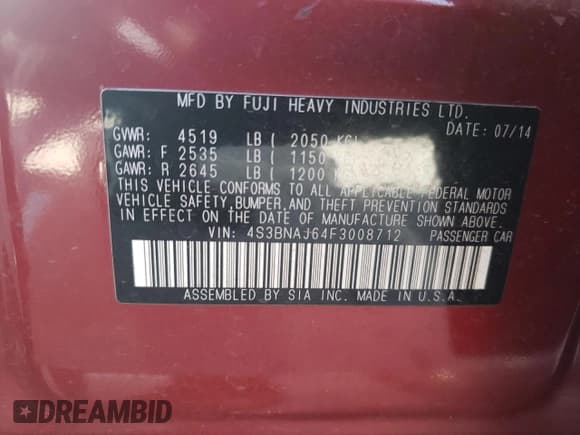 MFD BY FUJI HEAVY INDUSTRIES LTD.
DATE: 07/14
GVWR: 4519 LB ( 2050 KG)
GAWR: F 2535 LB ( 1150
GAWR: R 2645 LB ( 1200
THIS VEHICLE CONFORMS TO ALL APPLICABLE FEDERAL MOTOR
VEHICLE SAFETY,BUMPER,AND THEFT PREVENTION STANDARDS
IN EFFECT ON THE DATE OF MANUFACTURE SHOWN ABOVE.
VIN: 4S3BNAJ64F3008712 PASSENGER CAR
ASSEMBLED BY SIA INC. MADE IN U.S.A.
DREAMBID